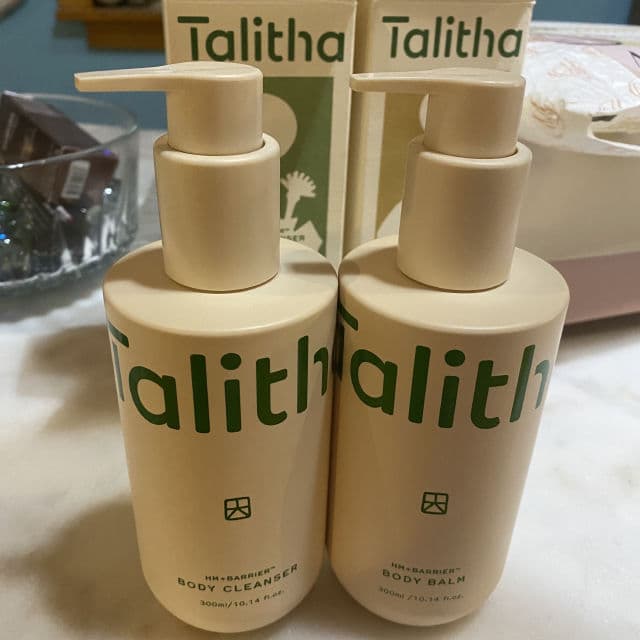 Talitha
Talitha
Talith
HM+BARRIER™
BODY CLEANSER
300ml/10.14 fl.oz.
Talith
HM+BARRIER™
BODY BALM
300ml/10.14 fl.oz.